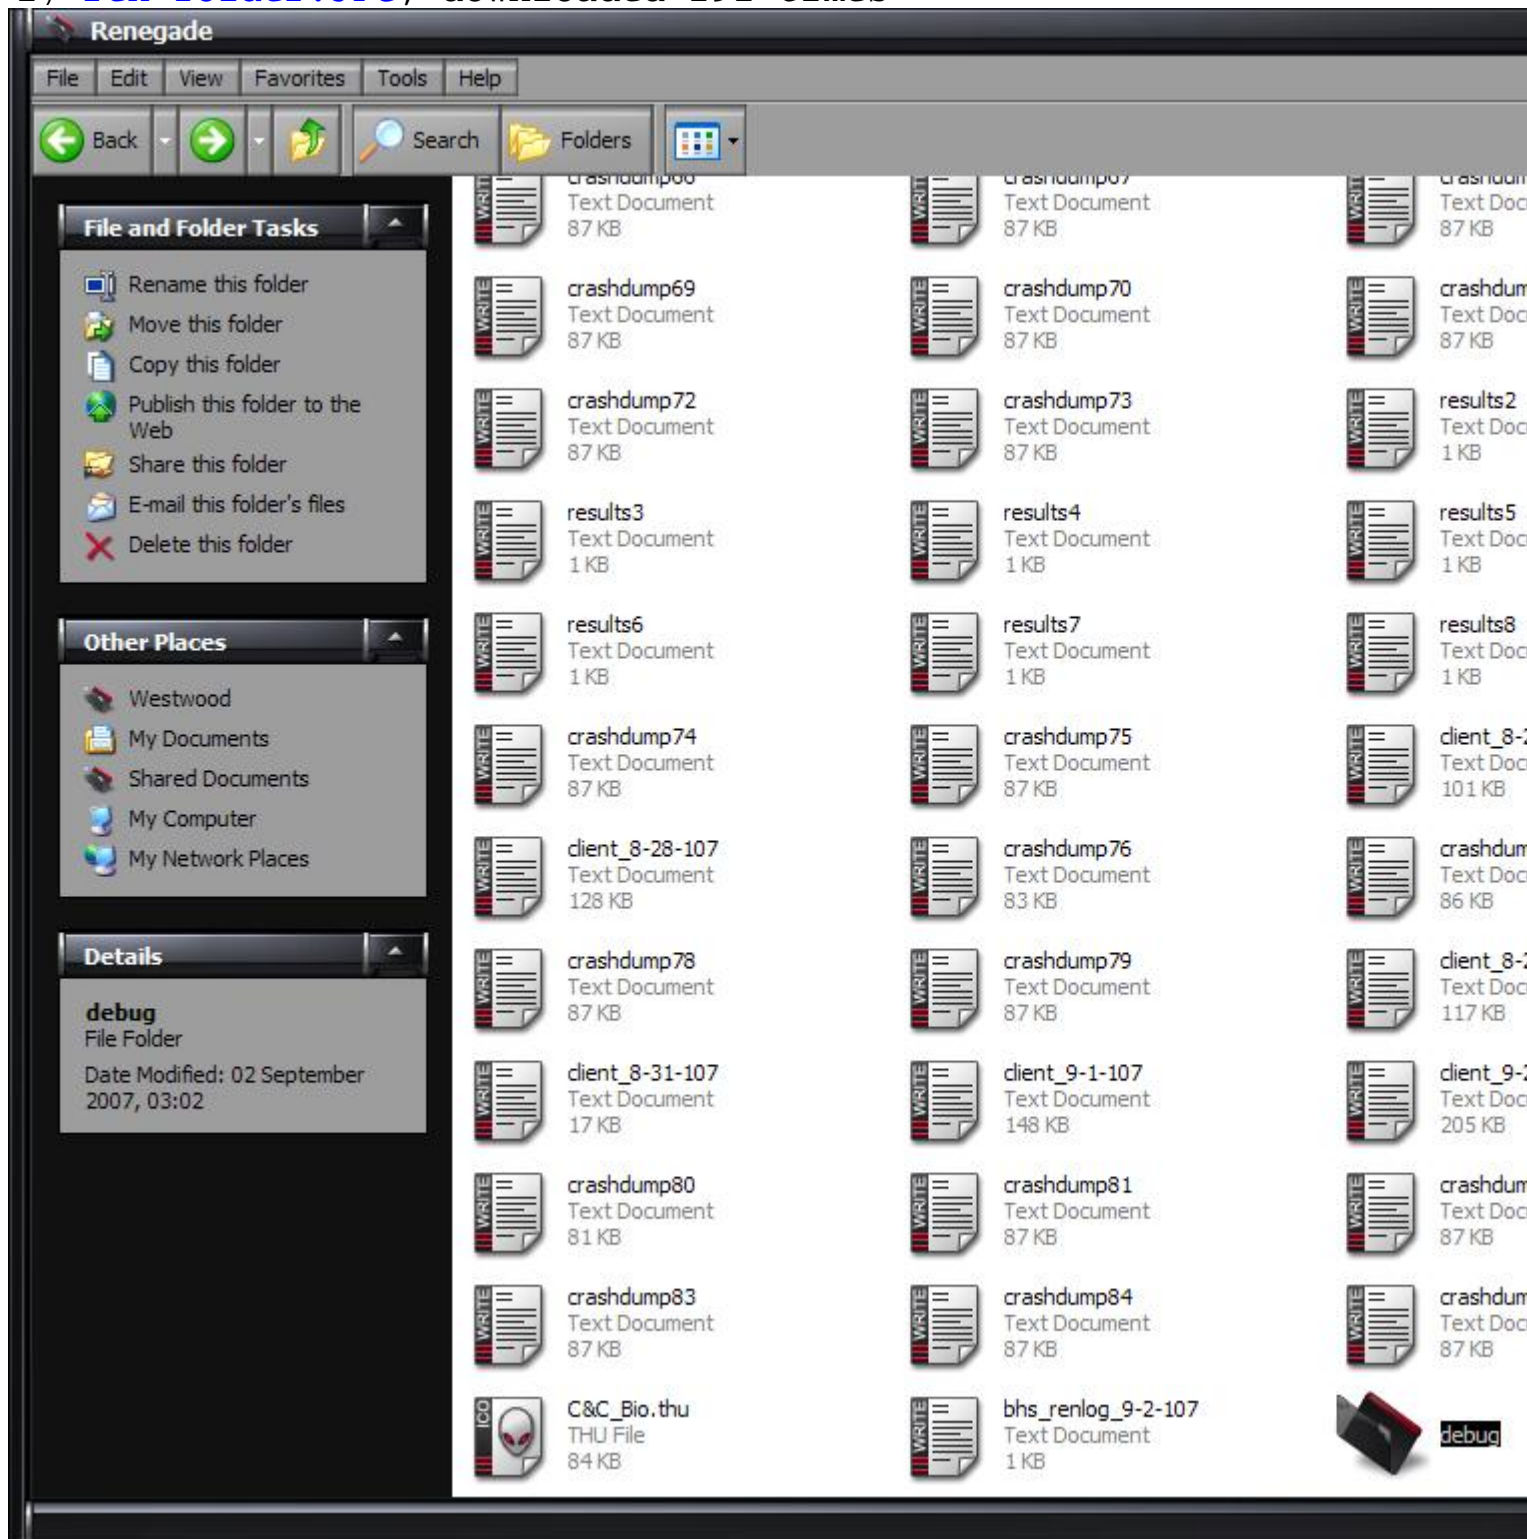 Renegade
File Edit View Favorites Tools Help
Back Search Folders
File and Folder Tasks
Rename this folder
Move this folder
Copy this folder
Publish this folder to the
Web
Share this folder
E-mail this folder's files
Delete this folder
Other Places
Westwood
My Documents
Shared Documents
My Computer
My Network Places
Details
debug
File Folder
Date Modified: 02 September
2007, 03:02
Text Document Text Document
87 KB 87 KB 87 KB
crashdump69 crashdump70
Text Document Text Document
87 KB 87 KB 87 KB
crashdump72 crashdump73 results2
Text Document Text Document
87 KB 87 KB 1 KB
results3 results4 results5
Text Document Text Document
1 KB 1 KB 1 KB
results6 results7 results8
Text Document Text Document
1 KB 1 KB 1 KB
crashdump74 crashdump75
Text Document Text Document
87 KB 87 KB 101 KB
client_8-28-107 crashdump76
Text Document Text Document
128 KB 83 KB 86 KB
crashdump78 crashdump79
Text Document Text Document
87 KB 87 KB 117 KB
client_8-31-107 client_9-1-107
Text Document Text Document
17 KB 148 KB 205 KB
crashdump80 crashdump81
Text Document Text Document
81 KB 87 KB 87 KB
crashdump83 crashdump84
Text Document Text Document
87 KB 87 KB 87 KB
C&C_Bio.thu bhs_renlog_9-2-107 debug
THU File Text Document
84 KB 1 KB